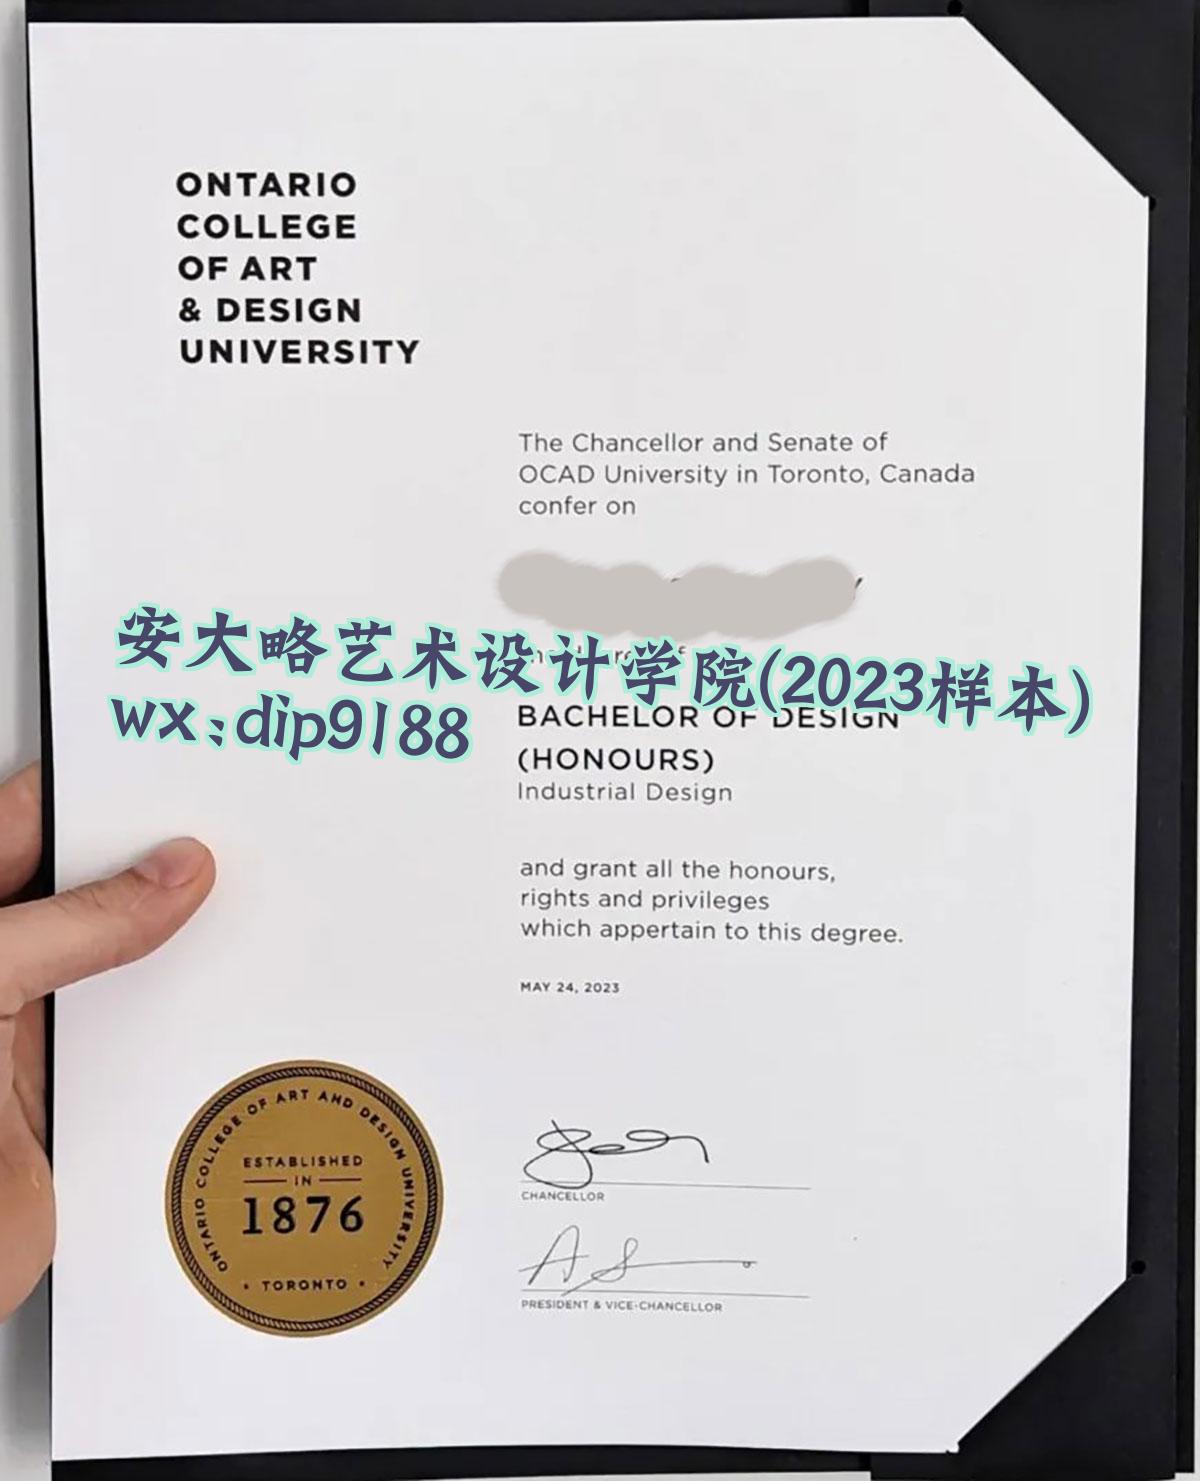 ONTARIO
COLLEGE
OF ART
& DESIGN
UNIVERSITY
The Chancellor and Senate of
OCAD University in Toronto, Canada
confer on
安大略艺术设计学院(2023样本)
wx;dip9188
BACHELOR OF DESIGN
(HONOURS)
Industrial Design
and grant all the honours,
rights and privileges
which appertain to this degree.
MAY 24, 2023
ONTARIO COLLEGE OF ART AND DESIGN UNIVERSITY
ESTABLISHED
IN
1876
• TORONTO •
CHANCELLOR
PRESIDENT & VICE-CHANCELLOR